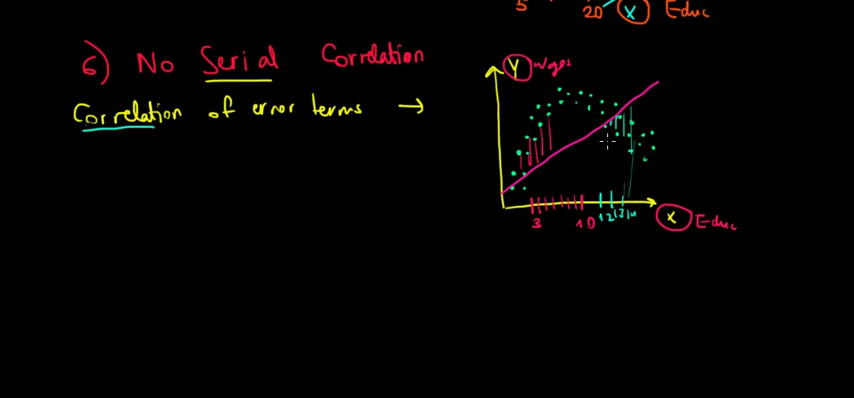 5 20 X Educ
6) No Serial Correlation
Correlation of error terms →
Y wages
3 10 12 13 14 X Educ